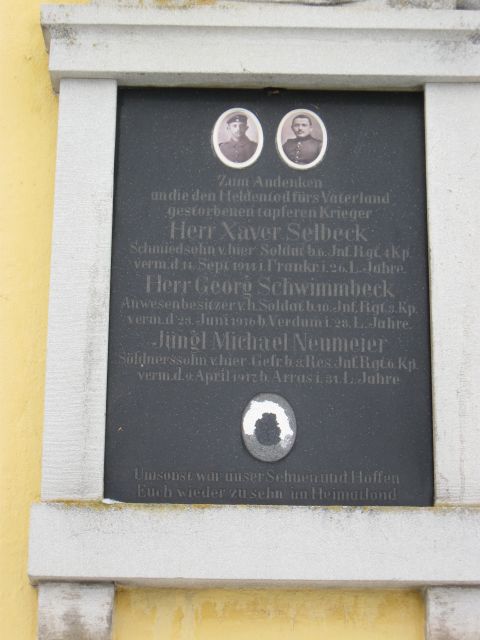 Zum Andenken
an die den Heldentod fürs Vaterland
gestorbenen tapferen Krieger
Herr Xaver Selbeck
Schmiedsohn v. hier Soldat b. 6. Jnf. Rgt. 4 Kp.
verm. d. 14. Sept. 1914 i. Frankr. i. 26. L. Jahre.
Herr Georg Schwimmbeck
Anwesenbesitzer v. h. Soldat b. 10. Jnf. Rgt. 3. Kp.
verm. d. 23. Juni 1916 b. Verdun i. 28. L. Jahre.
Jüngl Michael Neumeier
Söldnerssohn v. hier. Gefr. b. 8. Res. Jnf. Rgt. 6. Kp.
verm. d. 9. April 1917 b. Arras i. 31. L. Jahre
Umsonst war unser Sehnen und Hoffen
Euch wieder zu sehn im Heimatland